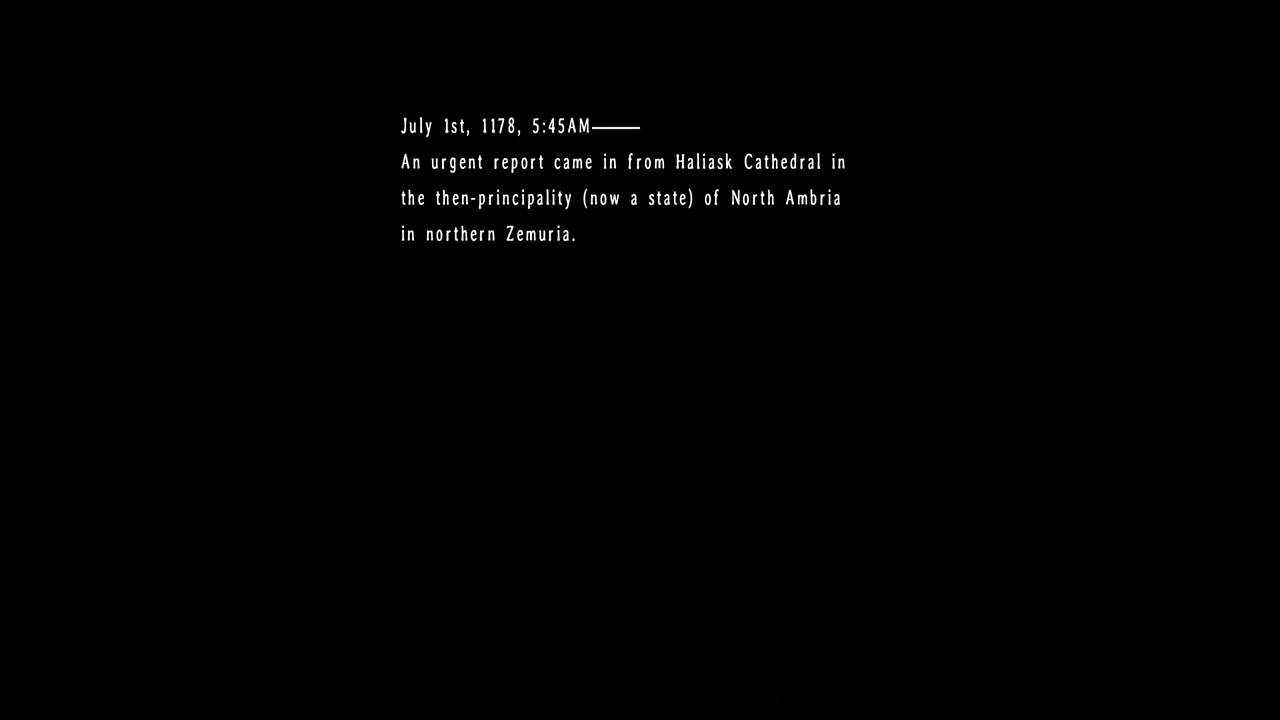 July 1st, 1178, 5:45AM——
An urgent report came in from Haliask Cathedral in
the then-principality (now a state) of North Ambria
in northern Zemuria.